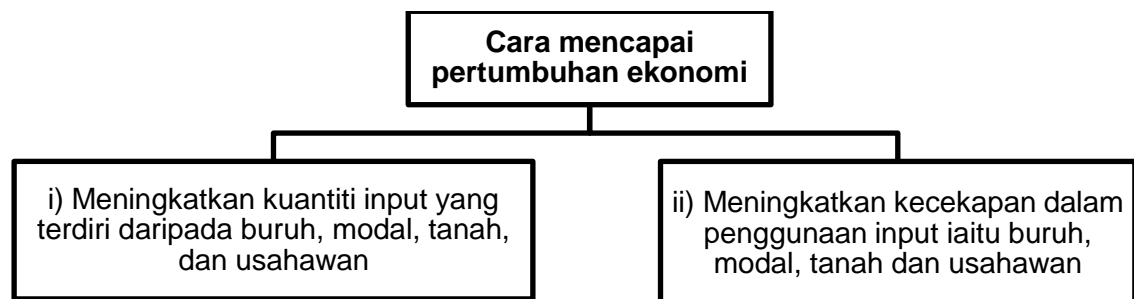 Cara mencapai
pertumbuhan ekonomi
i) Meningkatkan kuantiti input yang
terdiri daripada buruh, modal, tanah,
dan usahawan
ii) Meningkatkan kecekapan dalam
penggunaan input iaitu buruh,
modal, tanah dan usahawan